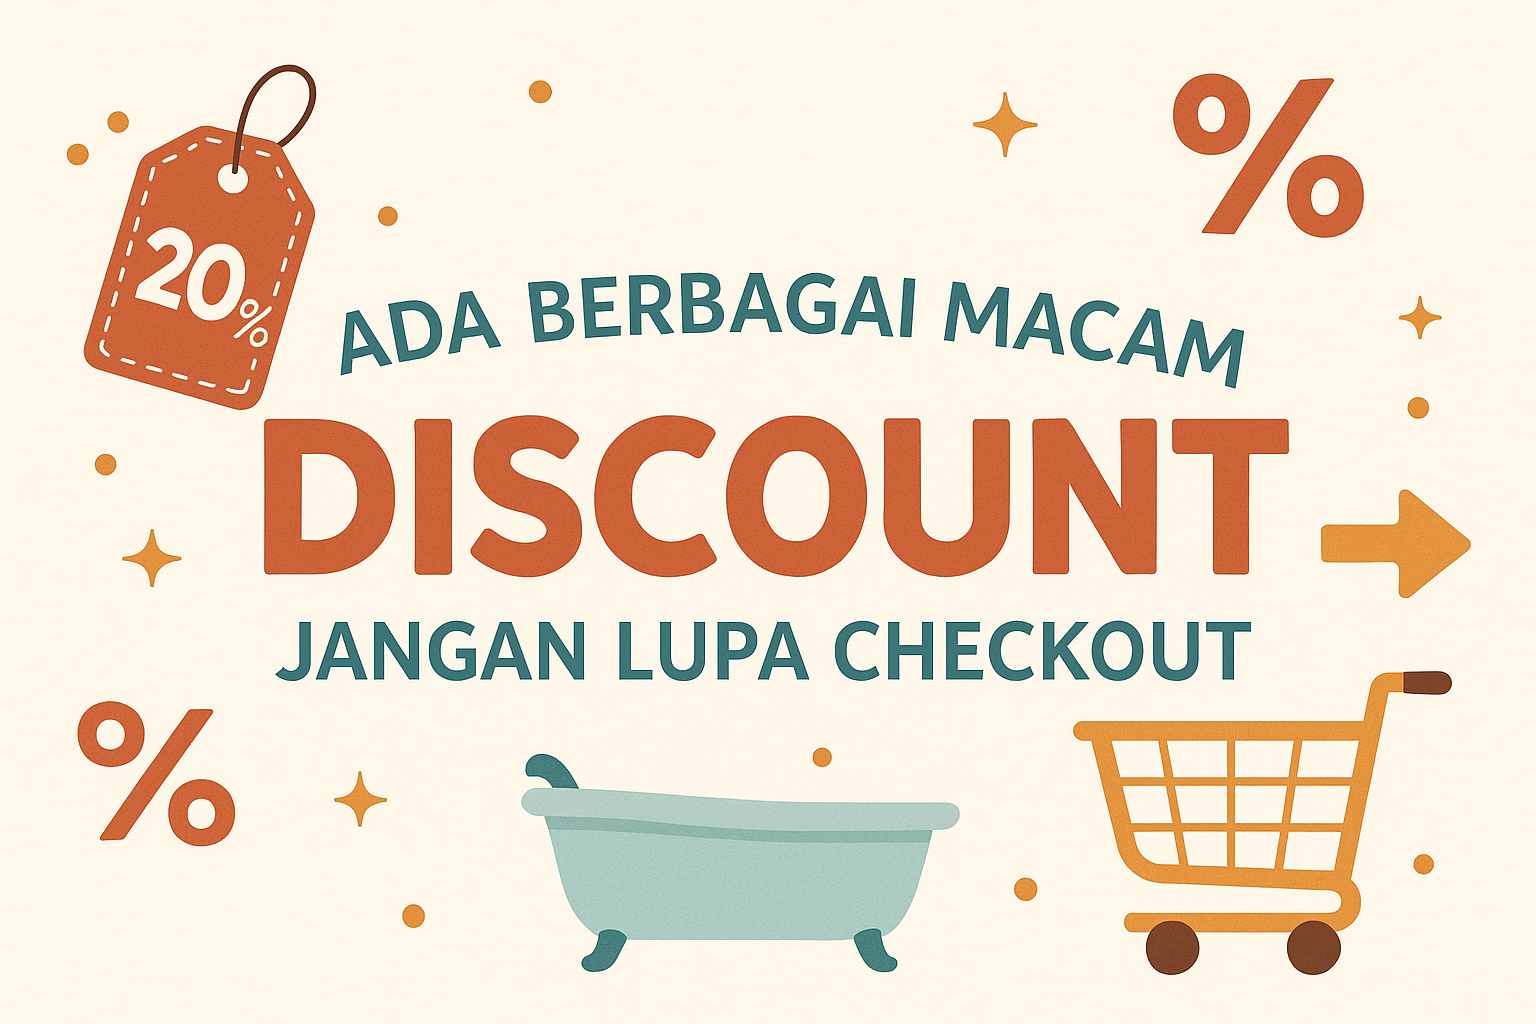 20%
ADA BERBAGAI MACAM
DISCOUNT
JANGAN LUPA CHECKOUT
%
%